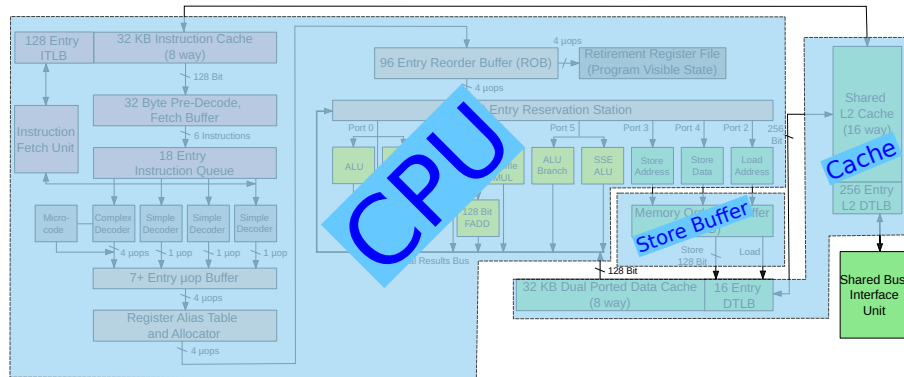 128 Entry
ITLB
32 KB Instruction Cache
(8 way)
128 Bit
32 Byte Pre-Decode,
Fetch Buffer
Instruction
Fetch Unit
6 Instructions
18 Entry
Instruction Queue
Micro-
code
Complex
Decoder
Simple
Decoder
Simple
Decoder
Simple
Decoder
4 µops
1 µop
1 µop
1 µop
7+ Entry µop Buffer
4 µops
Register Alias Table
and Allocator
4 µops
96 Entry Reorder Buffer (ROB)
4 µops
Retirement Register File
(Program Visible State)
4 µops
Entry Reservation Station
Port 0
Port 5
Port 3
Port 4
Port 2
ALU
MUL
ALU
Branch
SSE
ALU
Store
Address
Store
Data
Load
Address
128 Bit
FADD
Results Bus
CPU
Memory
Store Buffer
Store
128 Bit
Load
128 Bit
256
Bit
32 KB Dual Ported Data Cache
(8 way)
16 Entry
DTLB
Shared
L2 Cache
(16 way)
Cache
256 Entry
L2 DTLB
Shared Bus
Interface
Unit